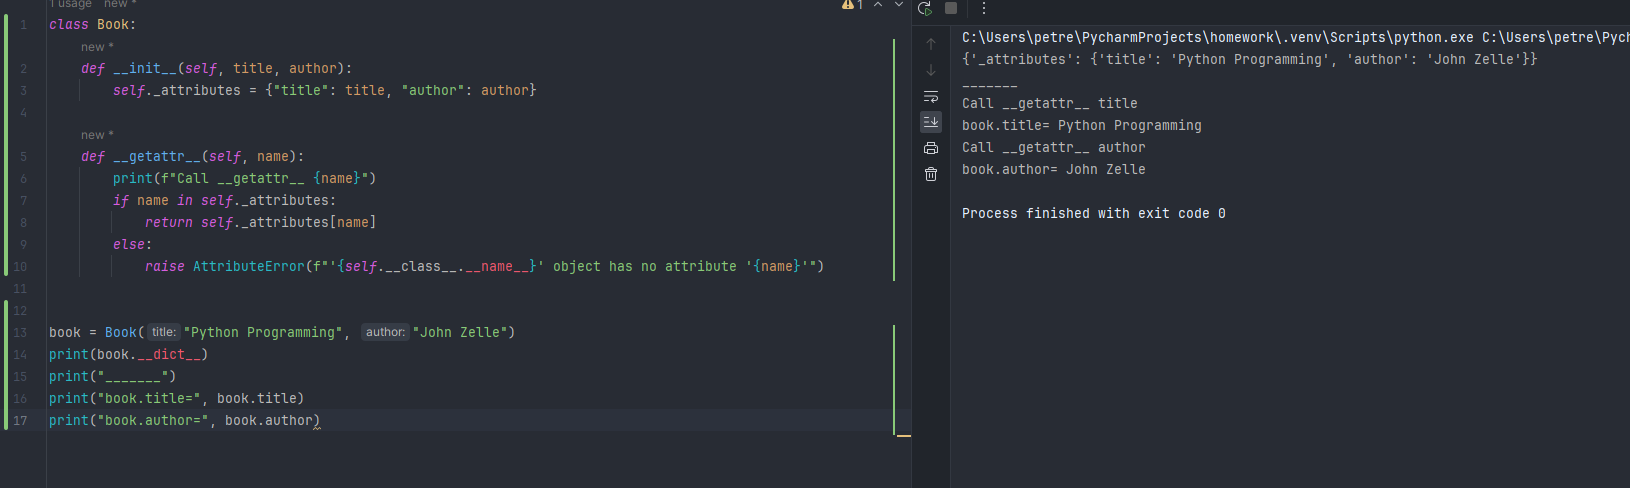 1 usage new *
1
1 class Book:
new *
2 def __init__(self, title, author):
3 self._attributes = {"title": title, "author": author}
4
new *
5 def __getattr__(self, name):
6 print(f"Call __getattr__ {name}")
7 if name in self._attributes:
8 return self._attributes[name]
9 else:
10 raise AttributeError(f"'{self.__class__.__name__}' object has no attribute '{name}'")
11
12
13 book = Book( title: "Python Programming", author: "John Zelle")
14 print(book.__dict__)
15 print("_______")
16 print("book.title=", book.title)
17 print("book.author=", book.author)
C:\Users\petre\PycharmProjects\homework\.venv\Scripts\python.exe C:\Users\petre\Pych
{'_attributes': {'title': 'Python Programming', 'author': 'John Zelle'}}
_______
Call __getattr__ title
book.title= Python Programming
Call __getattr__ author
book.author= John Zelle
Process finished with exit code 0